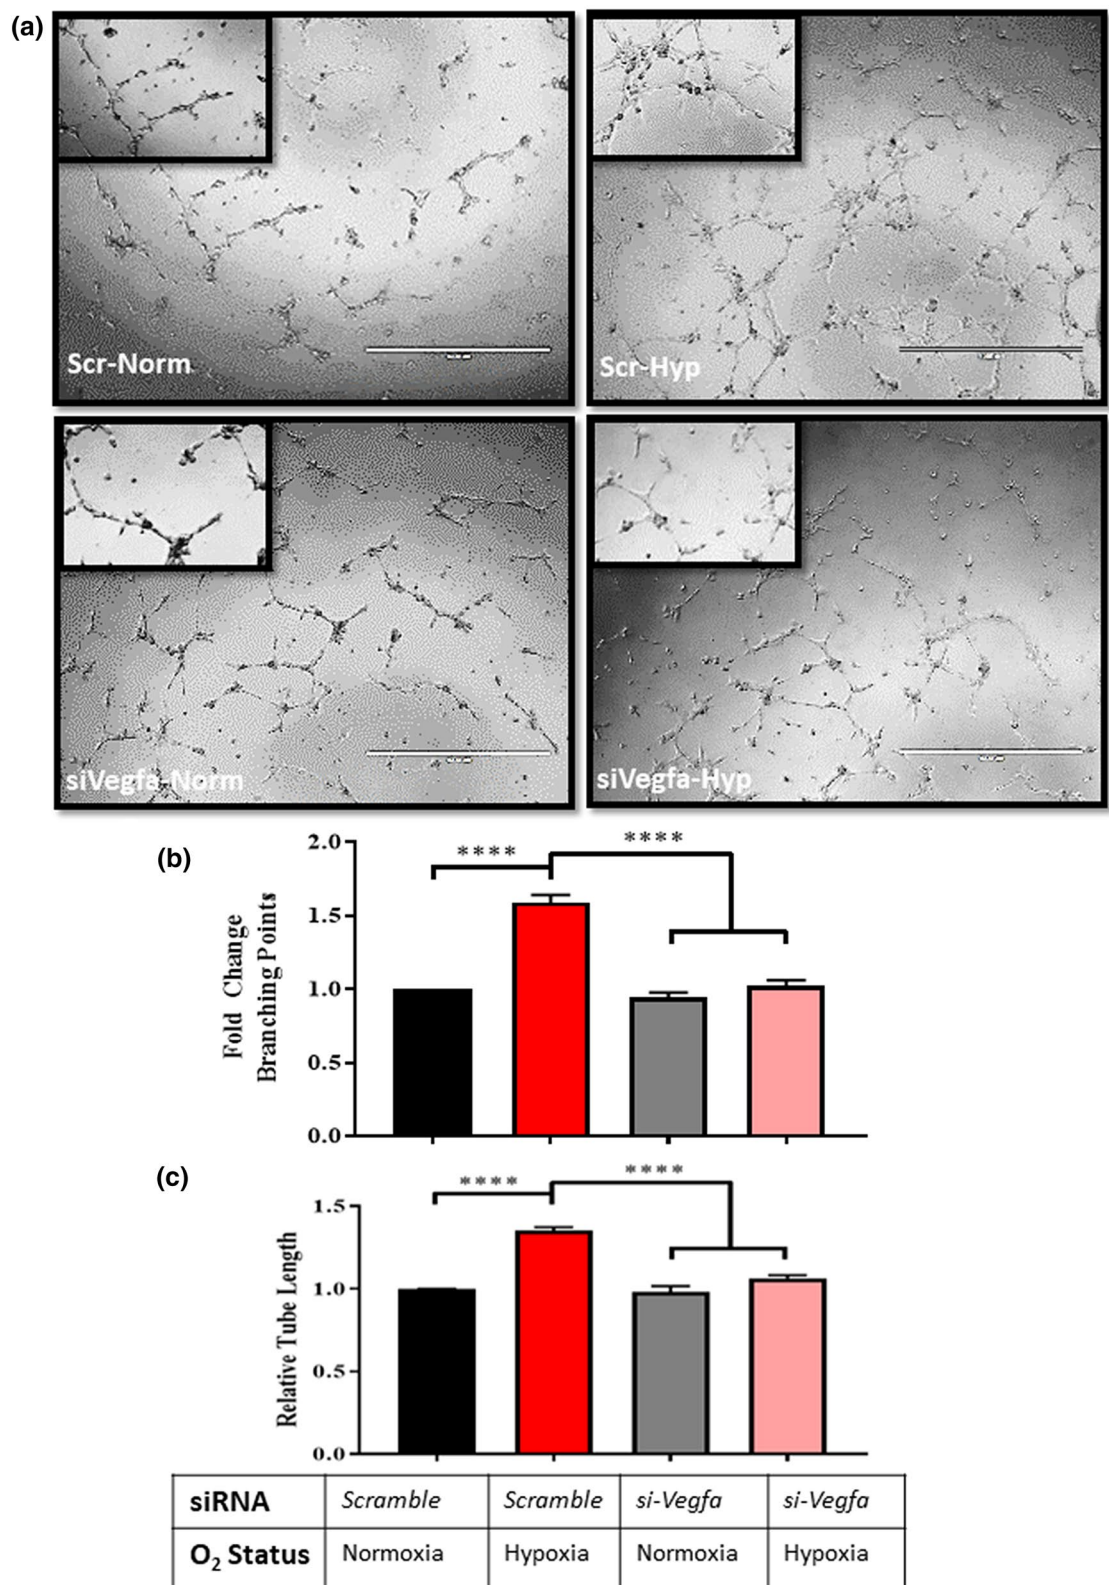 (a)
Scr-Norm
Scr-Hyp
siVegfa-Norm
siVegfa-Hyp
(b)
Fold Change
Branching Points
2.0
1.5
1.0
0.5
0.0
****
****
(c)
Relative Tube Length
1.5
1.0
0.5
0.0
****
****
siRNA Scramble Scramble si-Vegfa si-Vegfa
O₂ Status Normoxia Hypoxia Normoxia Hypoxia